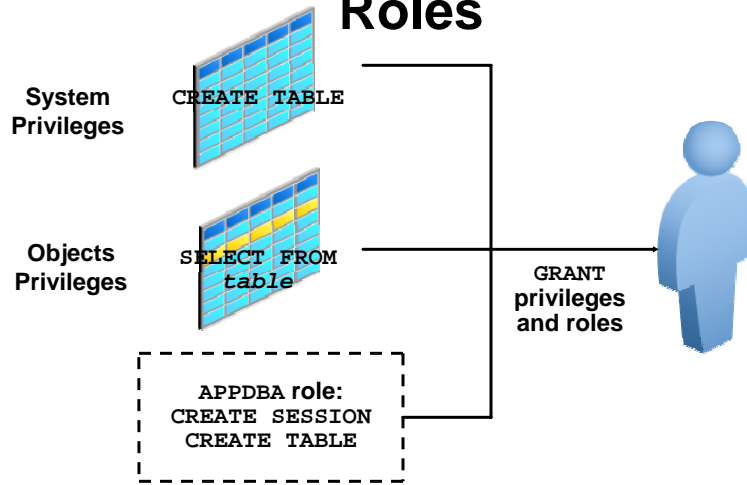 Roles
System
Privileges
CREATE TABLE
Objects
Privileges
SELECT FROM
table
GRANT
privileges
and roles
APPDBA role:
CREATE SESSION
CREATE TABLE